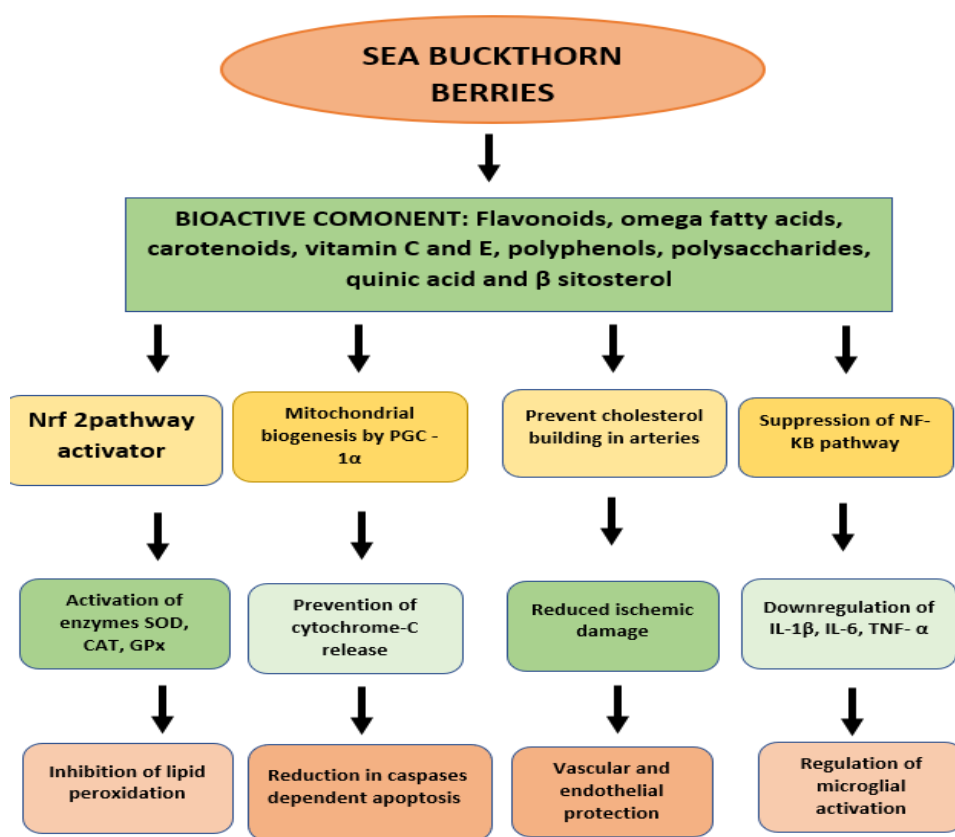 SEA BUCKTHORN
BERRIES
BIOACTIVE COMONENT: Flavonoids, omega fatty acids,
carotenoids, vitamin C and E, polyphenols, polysaccharides,
quinic acid and β sitosterol
Nrf 2pathway
activator
Mitochondrial
biogenesis by PGC -
1α
Prevent cholesterol
building in arteries
Suppression of NF-
KB pathway
Activation of
enzymes SOD,
CAT, GPx
Prevention of
cytochrome-C
release
Reduced ischemic
damage
Downregulation of
IL-1β, IL-6, TNF- α
Inhibition of lipid
peroxidation
Reduction in caspases
dependent apoptosis
Vascular and
endothelial
protection
Regulation of
microglial
activation